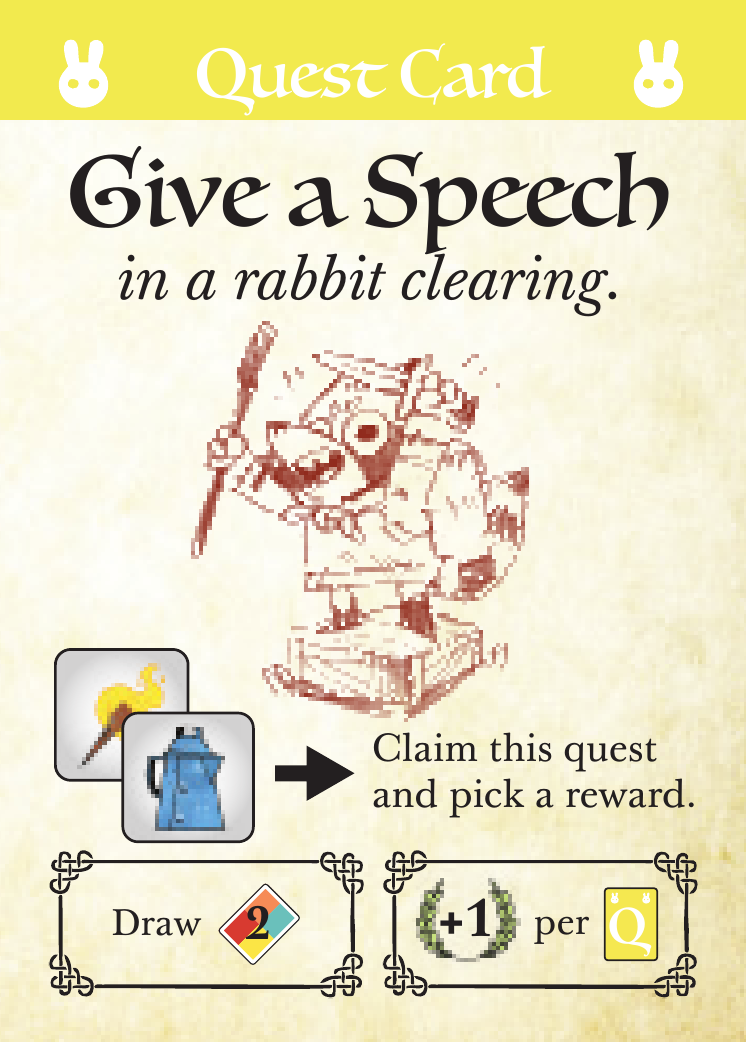 Quest Card
Give a Speech
in a rabbit clearing.
Claim this quest
and pick a reward.
Draw 2
+1 per Q